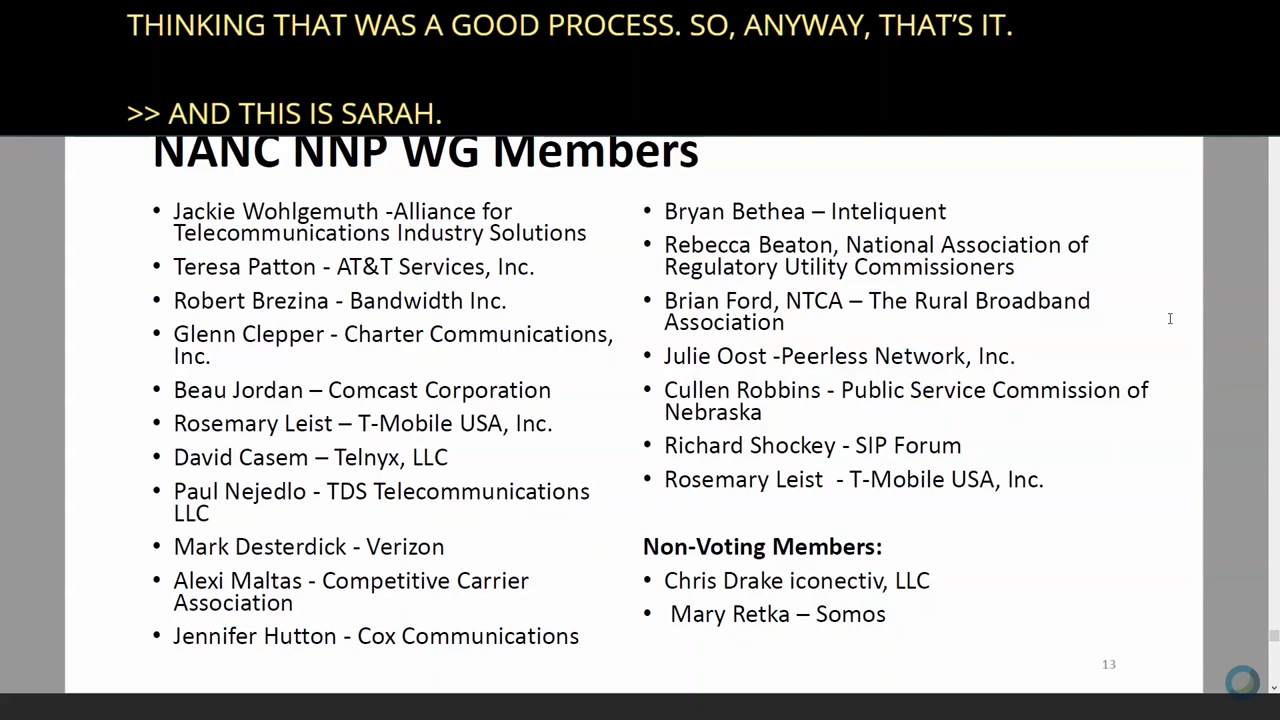 THINKING THAT WAS A GOOD PROCESS. SO, ANYWAY, THAT'S IT.
>> AND THIS IS SARAH.
NANC NNP WG Members
• Jackie Wohlgemuth -Alliance for
Telecommunications Industry Solutions
• Teresa Patton - AT&T Services, Inc.
• Robert Brezina - Bandwidth Inc.
• Glenn Clepper - Charter Communications,
Inc.
• Beau Jordan – Comcast Corporation
• Rosemary Leist – T-Mobile USA, Inc.
• David Casem – Telnyx, LLC
• Paul Nejedlo - TDS Telecommunications
LLC
• Mark Desterdick - Verizon
• Alexi Maltas - Competitive Carrier
Association
• Jennifer Hutton - Cox Communications
• Bryan Bethea – Inteliquent
• Rebecca Beaton, National Association of
Regulatory Utility Commissioners
• Brian Ford, NTCA – The Rural Broadband
Association
• Julie Oost -Peerless Network, Inc.
• Cullen Robbins - Public Service Commission of
Nebraska
• Richard Shockey - SIP Forum
• Rosemary Leist - T-Mobile USA, Inc.
Non-Voting Members:
• Chris Drake iconectiv, LLC
• Mary Retka – Somos
13